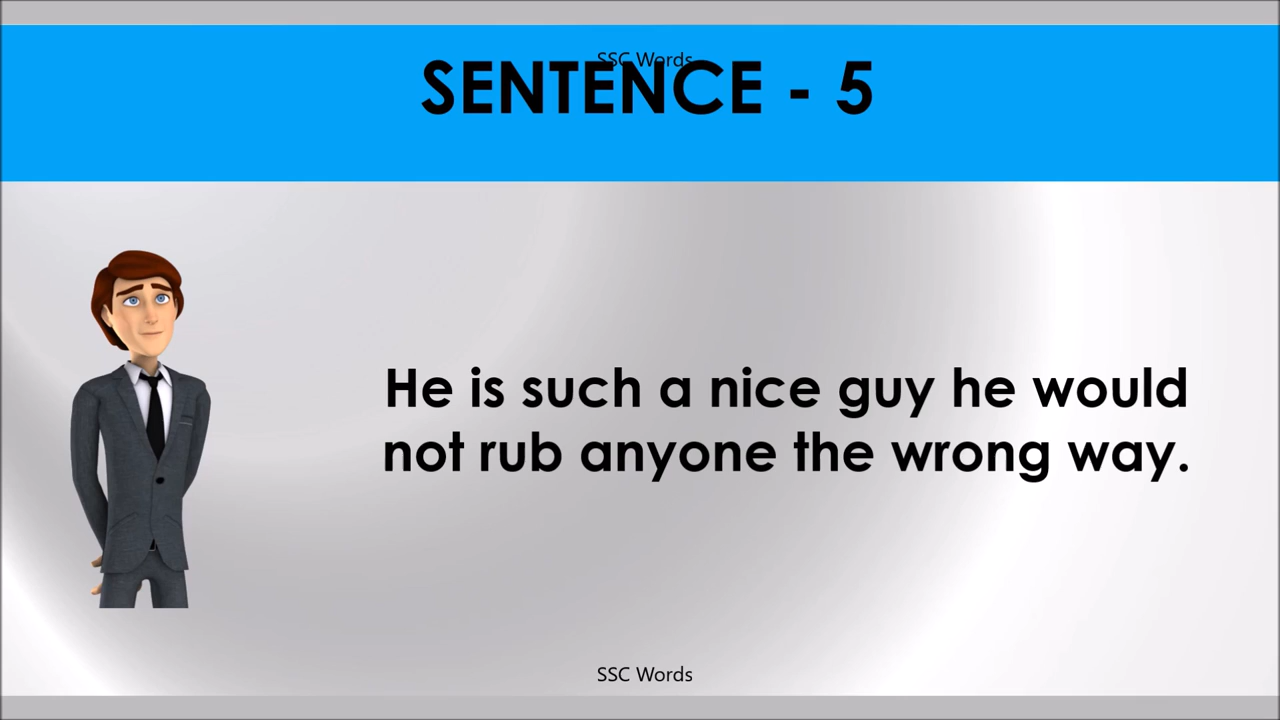 SSC Words
SENTENCE - 5
He is such a nice guy he would
not rub anyone the wrong way.
SSC Words